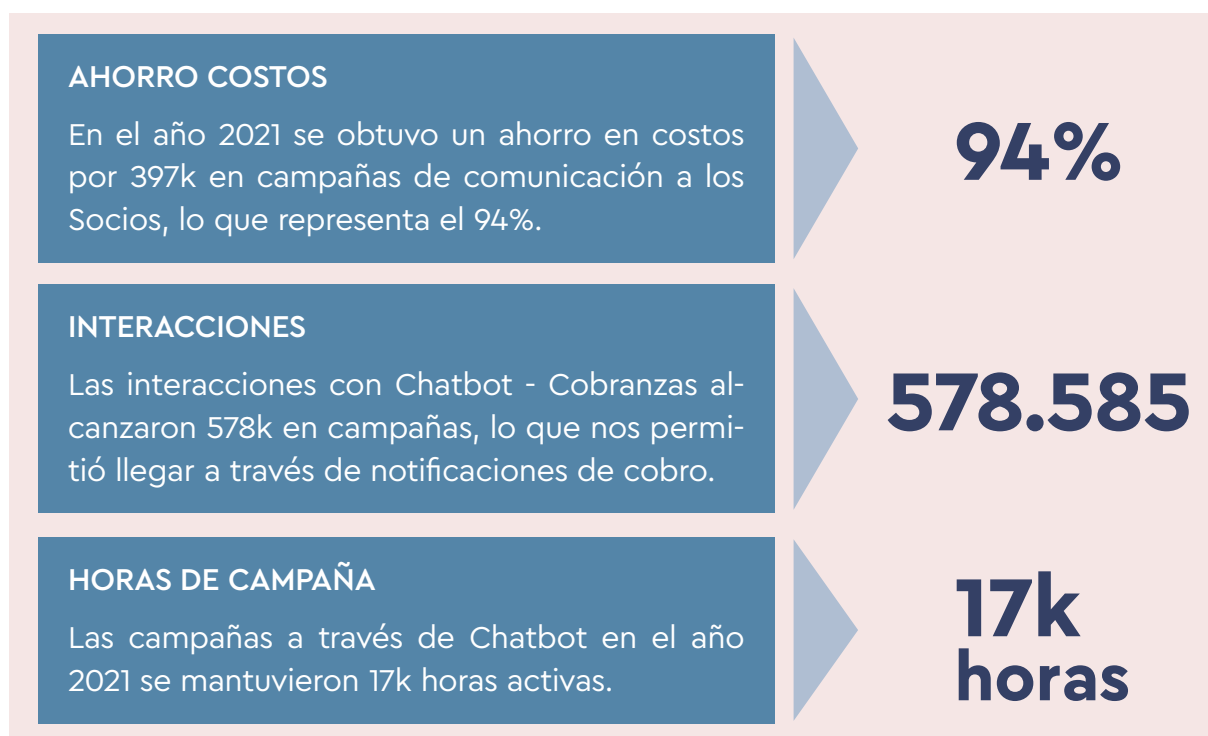 AHORRO COSTOS
En el año 2021 se obtuvo un ahorro en costos
por 397k en campañas de comunicación a los
Socios, lo que representa el 94%.
94%
INTERACCIONES
Las interacciones con Chatbot - Cobranzas al-
canzaron 578k en campañas, lo que nos permi-
tió llegar a través de notificaciones de cobro.
578.585
HORAS DE CAMPAÑA
Las campañas a través de Chatbot en el año
2021 se mantuvieron 17k horas activas.
17k
horas